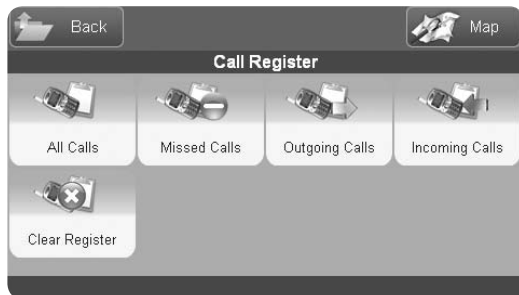 Back
Map
Call Register
All Calls
Missed Calls
Outgoing Calls
Incoming Calls
Clear Register